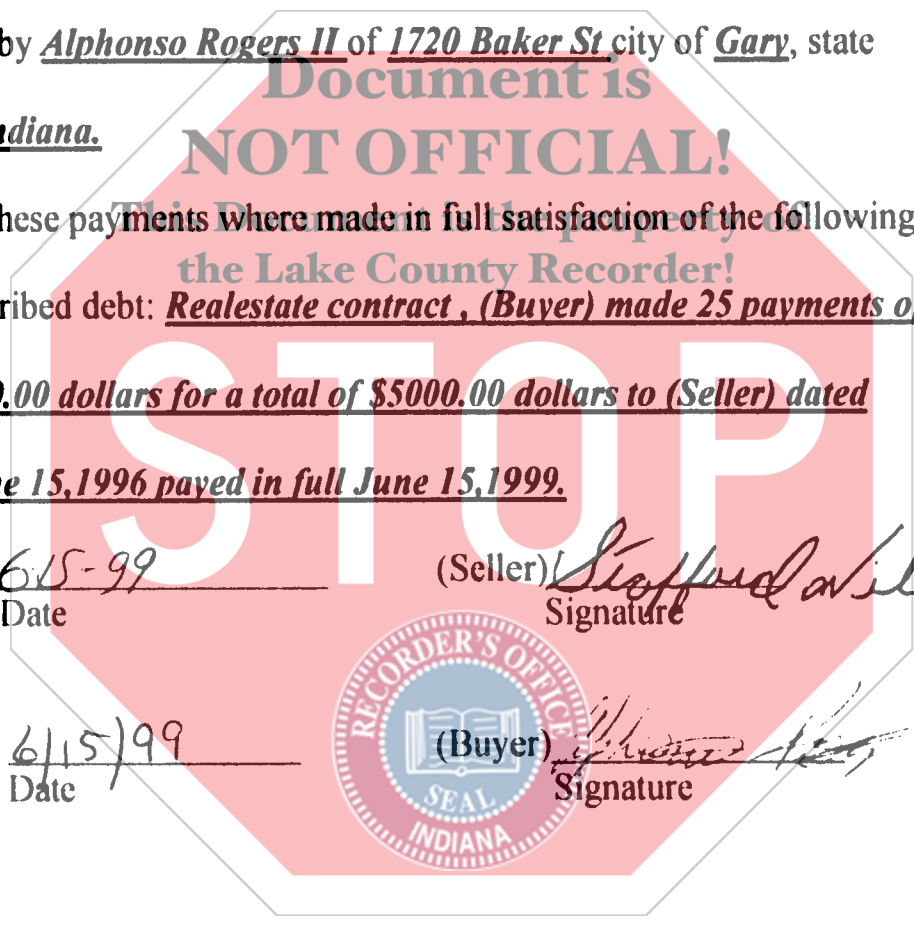 by Alphonso Rogers II of 1720 Baker St city of Gary, state
Document is
ndiana.
NOT OFFICIAL!
hese payments where made in full satisfaction of the following
This Document is the property of
the Lake County Recorder!
ribed debt: Realestate contract , (Buyer) made 25 payments o
0.00 dollars for a total of $5000.00 dollars to (Seller) dated
STOP
e 15,1996 payed in full June 15,1999.
6-15-99 (Seller) Stafford
Date Signature
RECORDER'S OFFICE
6/15/99 (Buyer)
Date Signature
SEAL
INDIANA